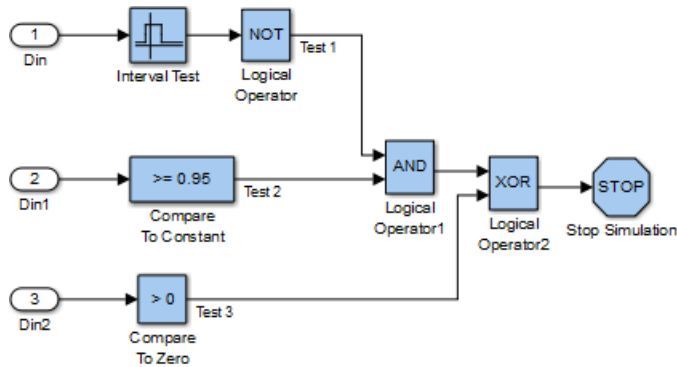 1
Din
Interval Test
NOT
Logical
Operator
Test 1
2
Din1
>= 0.95
Compare
To Constant
Test 2
AND
Logical
Operator1
XOR
Logical
Operator2
STOP
Stop Simulation
3
Din2
> 0
Compare
To Zero
Test 3